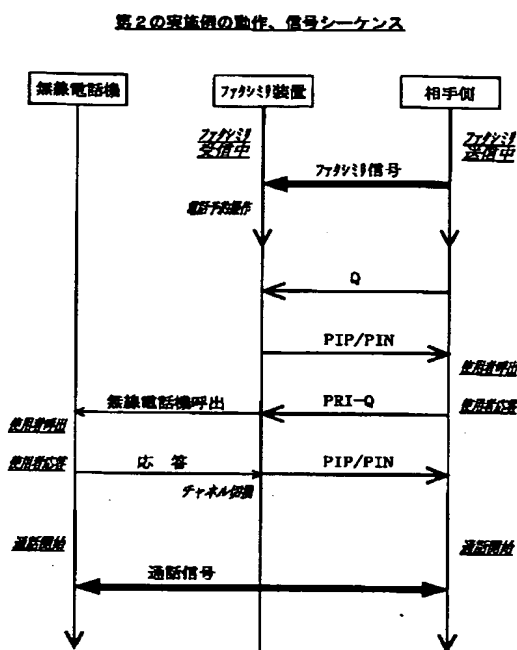 第２の実施例の動作、信号シーケンス
無線電話機
ファクシミリ装置
相手側
ファクシミリ
受信中
ファクシミリ
送信中
ファクシミリ信号
電話予約操作
Q
PIP/PIN
使用者呼出
無線電話機呼出
PRI-Q
使用者応答
使用者呼出
使用者応答
応 答
PIP/PIN
チャネル切換
通話開始
通話開始
通話信号